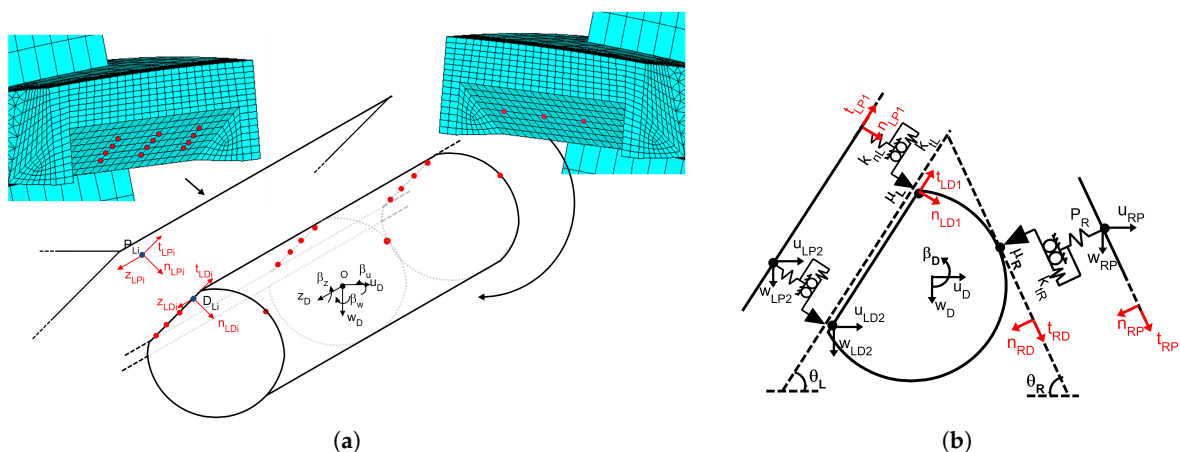 P_Li
t_LPi
z_LPi
n_LPi
t_LDi
z_LDi
D_Li
n_LDi
O
β_z
β_u
z_D
u_D
β_w
w_D
(a)
t_LP1
n_LP1
k_nL
k_tL
μ_L
t_LD1
n_LD1
u_LP2
w_LP2
u_LD2
w_LD2
β_D
u_D
w_D
μ_R
k_tR
P_R
u_RP
w_RP
n_RP
t_RP
n_RD
t_RD
θ_L
θ_R
(b)